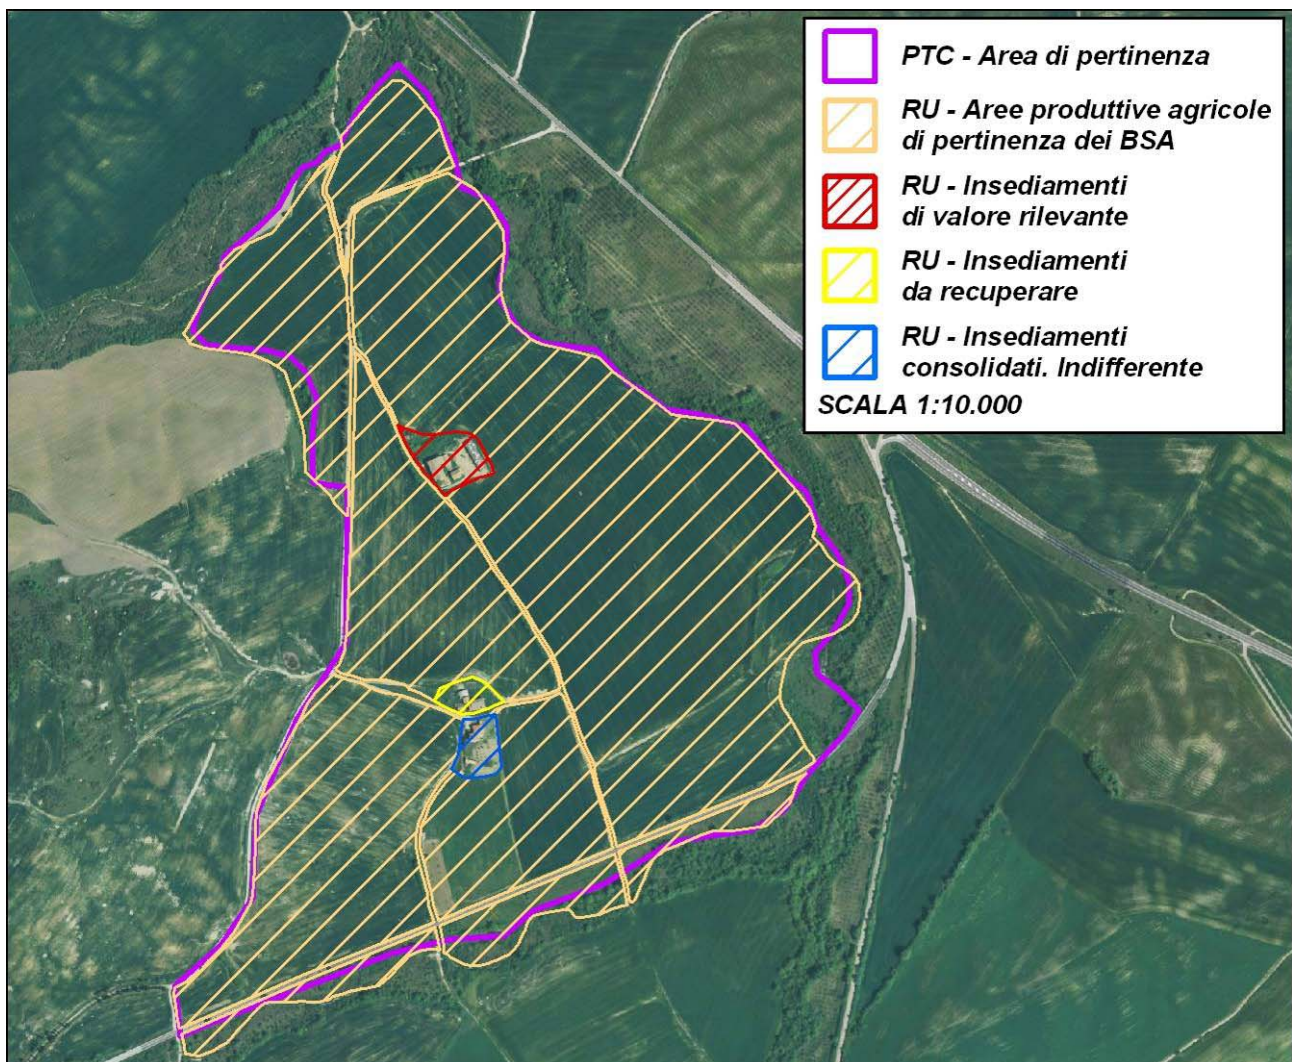 PTC - Area di pertinenza
RU - Aree produttive agricole
di pertinenza dei BSA
RU - Insediamenti
di valore rilevante
RU - Insediamenti
da recuperare
RU - Insediamenti
consolidati. Indifferente
SCALA 1:10.000